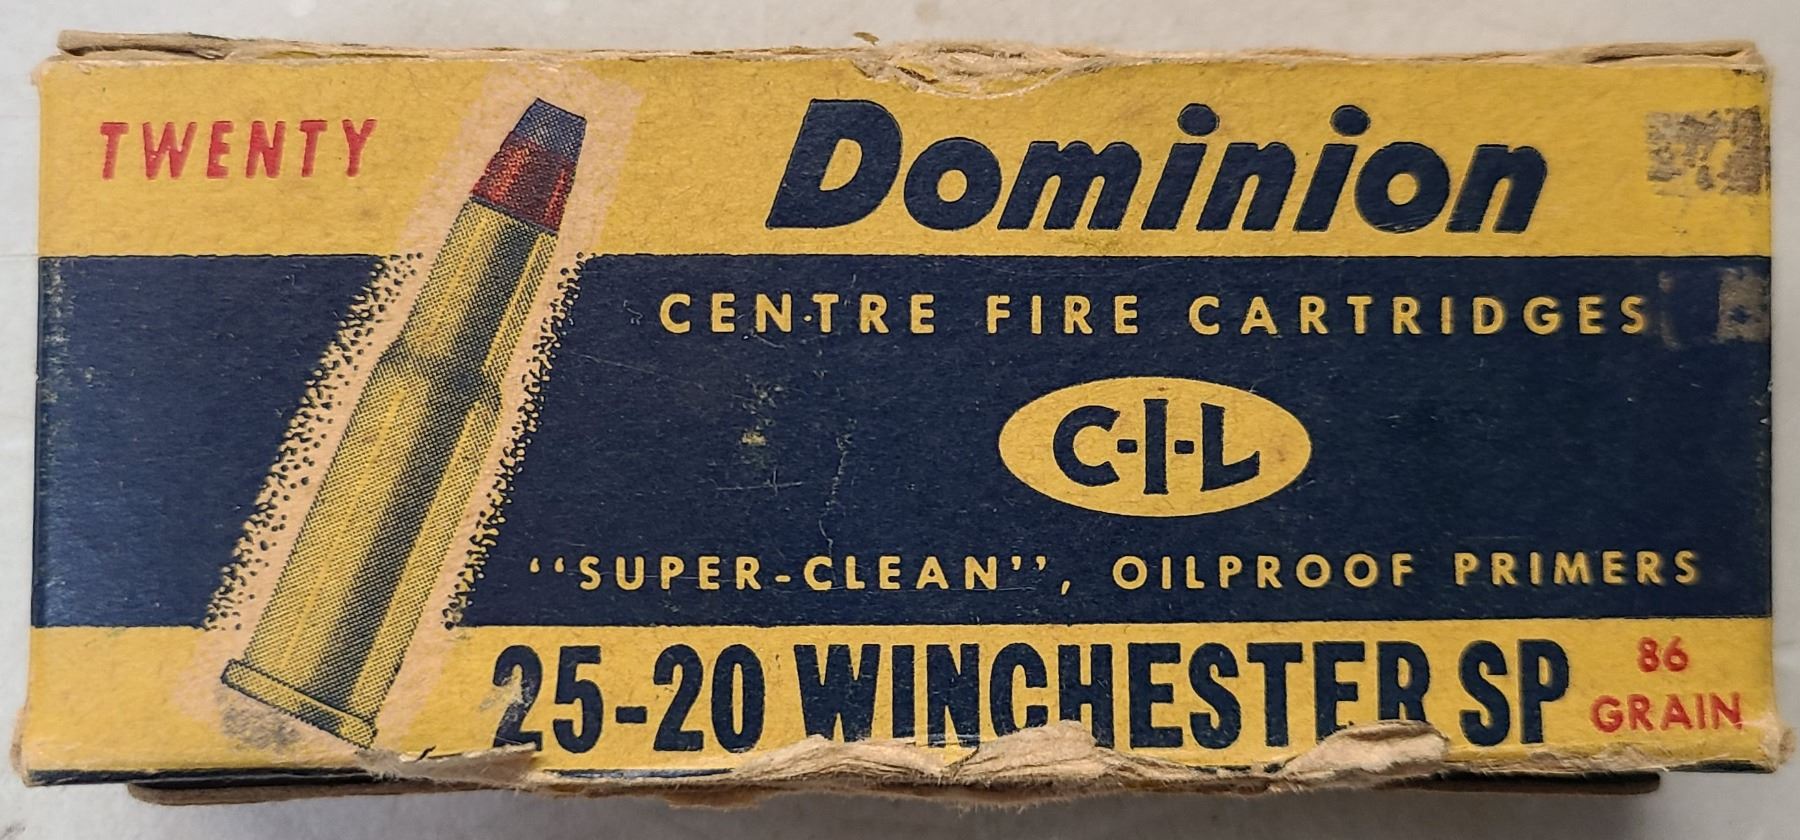 TWENTY
Dominion
CENTRE FIRE CARTRIDGES
C-I-L
“SUPER-CLEAN”, OILPROOF PRIMERS
25-20 WINCHESTER SP
86
GRAIN